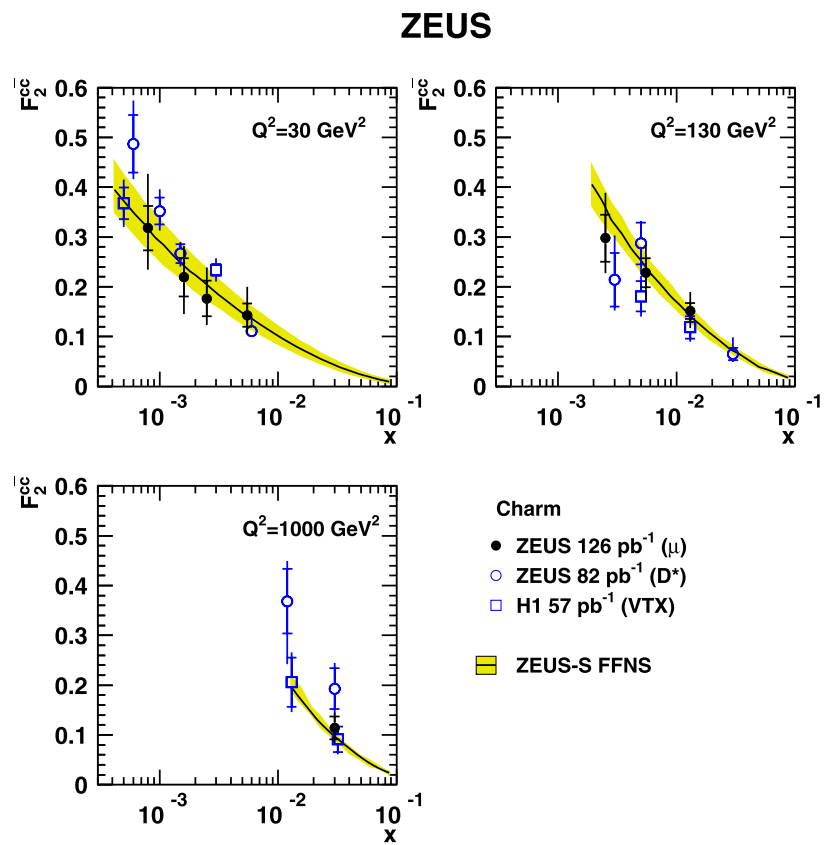 ZEUS
F₂^cc̄
0.6
0.5
0.4
0.3
0.2
0.1
0
Q²=30 GeV²
10⁻³
10⁻²
10⁻¹
x
F₂^cc̄
0.6
0.5
0.4
0.3
0.2
0.1
0
Q²=130 GeV²
10⁻³
10⁻²
10⁻¹
x
F₂^cc̄
0.6
0.5
0.4
0.3
0.2
0.1
0
Q²=1000 GeV²
10⁻³
10⁻²
10⁻¹
x
Charm
ZEUS 126 pb⁻¹ (μ)
ZEUS 82 pb⁻¹ (D*)
H1 57 pb⁻¹ (VTX)
ZEUS-S FFNS